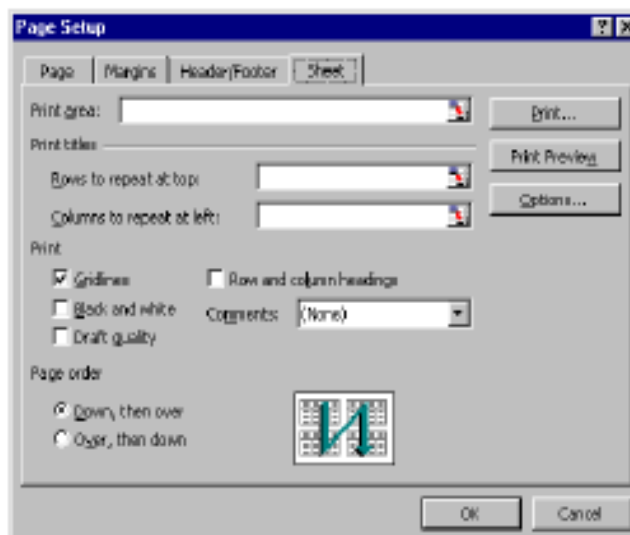 Page Setup
Page Margins Header/Footer Sheet
Print area: Print...
Print titles Print Preview
Rows to repeat at top: Options...
Columns to repeat at left:
Print
Gridlines Row and column headings
Black and white Comments: (None)
Draft quality
Page order
Down, then over
Over, then down
OK Cancel